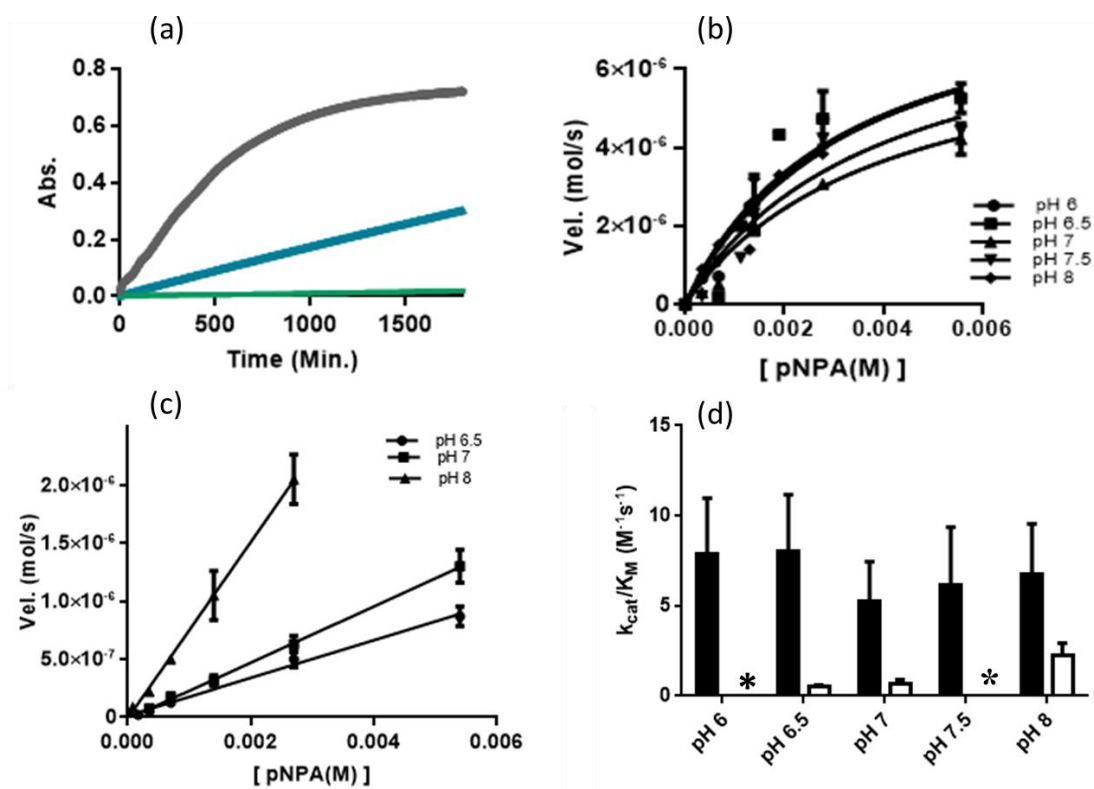 (a)
0.8
0.6
0.4
0.2
0.0
Abs.
0
500
1000
1500
Time (Min.)
(b)
6×10⁻⁶
4×10⁻⁶
2×10⁻⁶
0
Vel. (mol/s)
0.000
0.002
0.004
0.006
[ pNPA(M) ]
pH 6
pH 6.5
pH 7
pH 7.5
pH 8
(c)
2.0×10⁻⁶
1.5×10⁻⁶
1.0×10⁻⁶
5.0×10⁻⁷
0
Vel. (mol/s)
0.000
0.002
0.004
0.006
[ pNPA(M) ]
pH 6.5
pH 7
pH 8
(d)
15
10
5
0
kcat/KM (M⁻¹s⁻¹)
*
*
pH 6
pH 6.5
pH 7
pH 7.5
pH 8